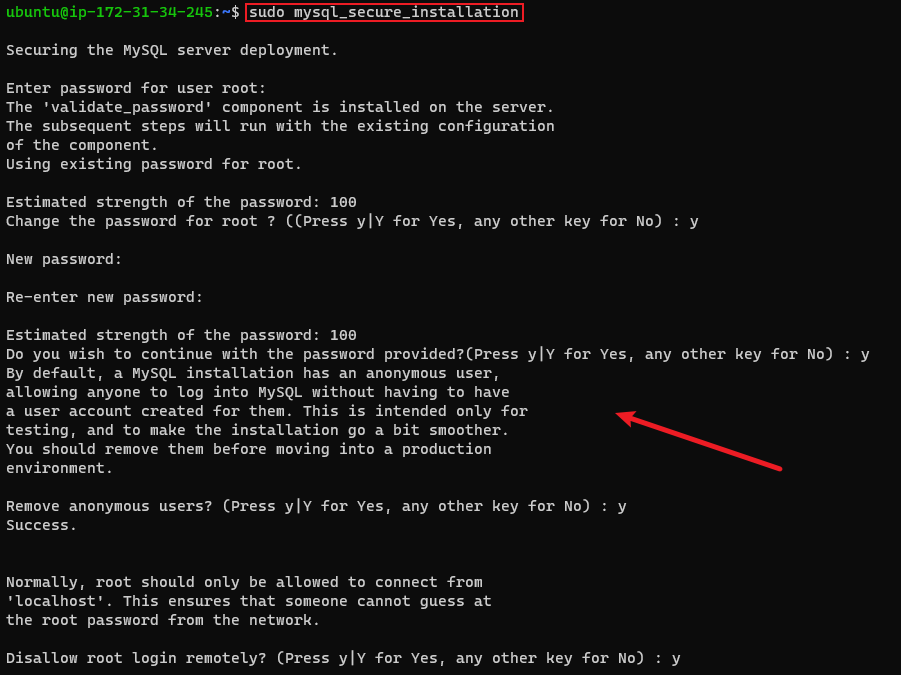 ubuntu@ip-172-31-34-245:~$ sudo mysql_secure_installation
Securing the MySQL server deployment.
Enter password for user root:
The 'validate_password' component is installed on the server.
The subsequent steps will run with the existing configuration
of the component.
Using existing password for root.
Estimated strength of the password: 100
Change the password for root ? ((Press y|Y for Yes, any other key for No) : y
New password:
Re-enter new password:
Estimated strength of the password: 100
Do you wish to continue with the password provided?(Press y|Y for Yes, any other key for No) : y
By default, a MySQL installation has an anonymous user,
allowing anyone to log into MySQL without having to have
a user account created for them. This is intended only for
testing, and to make the installation go a bit smoother.
You should remove them before moving into a production
environment.
Remove anonymous users? (Press y|Y for Yes, any other key for No) : y
Success.
Normally, root should only be allowed to connect from
'localhost'. This ensures that someone cannot guess at
the root password from the network.
Disallow root login remotely? (Press y|Y for Yes, any other key for No) : y